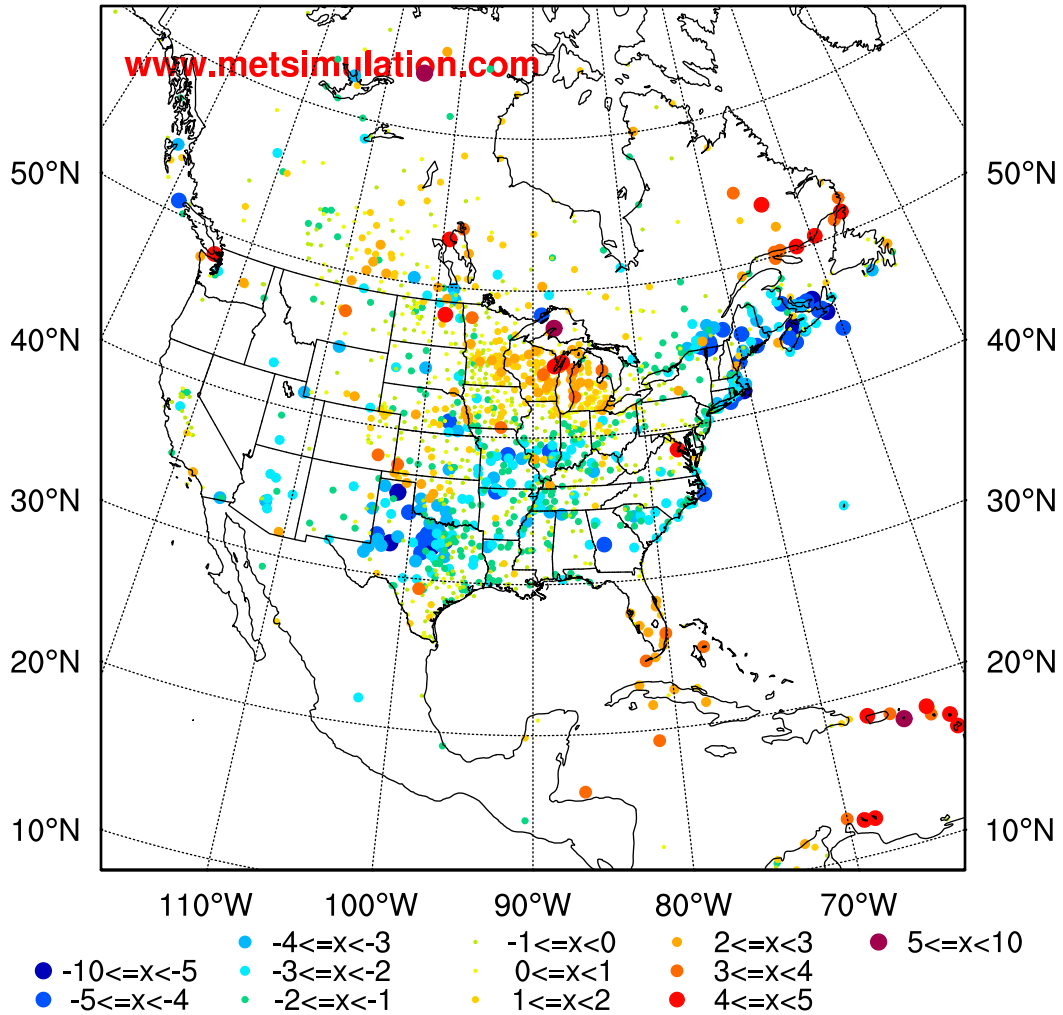 www.metsimulation.com
50°N 50°N
40°N 40°N
30°N 30°N
20°N 20°N
10°N 10°N
110°W 100°W 90°W 80°W 70°W
-4<=x<-3 -1<=x<0 2<=x<3 5<=x<10
-10<=x<-5 -3<=x<-2 0<=x<1 3<=x<4
-5<=x<-4 -2<=x<-1 1<=x<2 4<=x<5